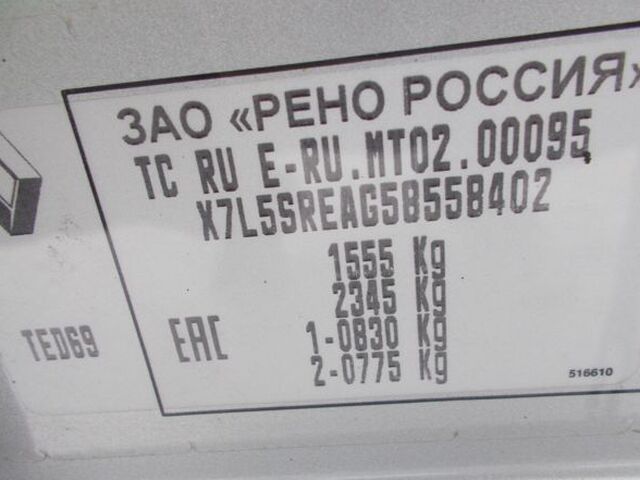 ЗАО «РЕНО РОССИЯ»
TC RU E-RU.MT02.00095
X7L5SREAG58558402
1555 Kg
2345 Kg
1-0830 Kg
2-0775 Kg
TED69
EAC
516610